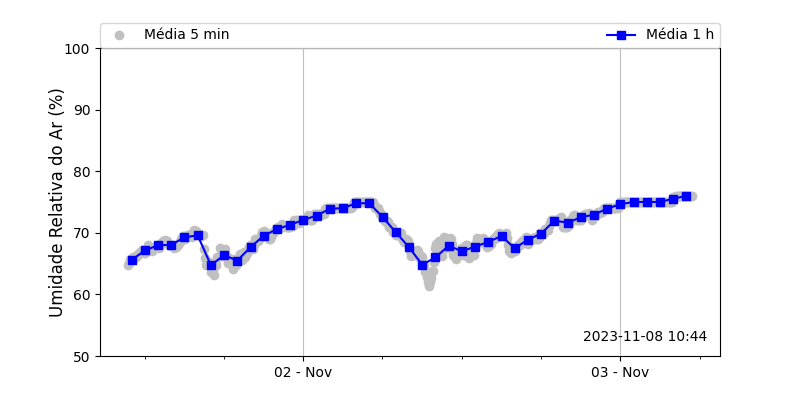 Média 5 min
Média 1 h
100
90
80
70
60
50
Umidade Relativa do Ar (%)
2023-11-08 10:44
02 - Nov
03 - Nov